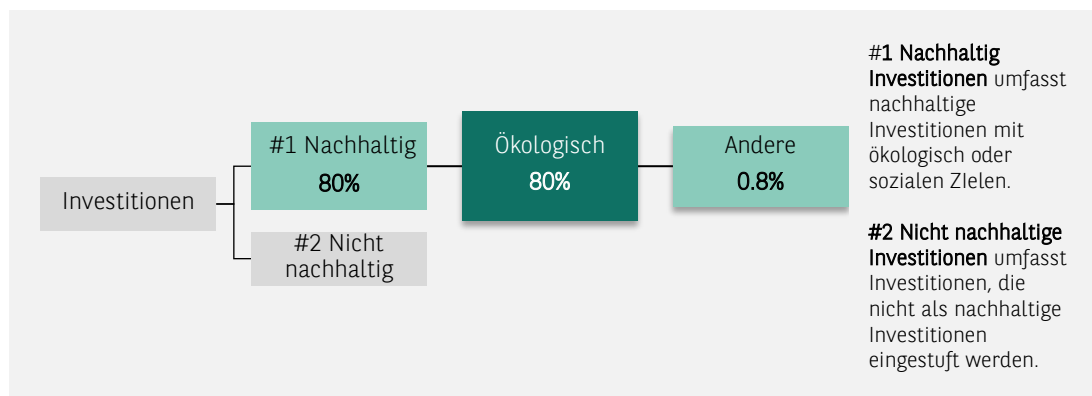 Investitionen
#1 Nachhaltig
80%
#2 Nicht
nachhaltig
Ökologisch
80%
Andere
0.8%
#1 Nachhaltig
Investitionen umfasst
nachhaltige
Investitionen mit
ökologisch oder
sozialen ZIelen.
#2 Nicht nachhaltige
Investitionen umfasst
Investitionen, die
nicht als nachhaltige
Investitionen
eingestuft werden.